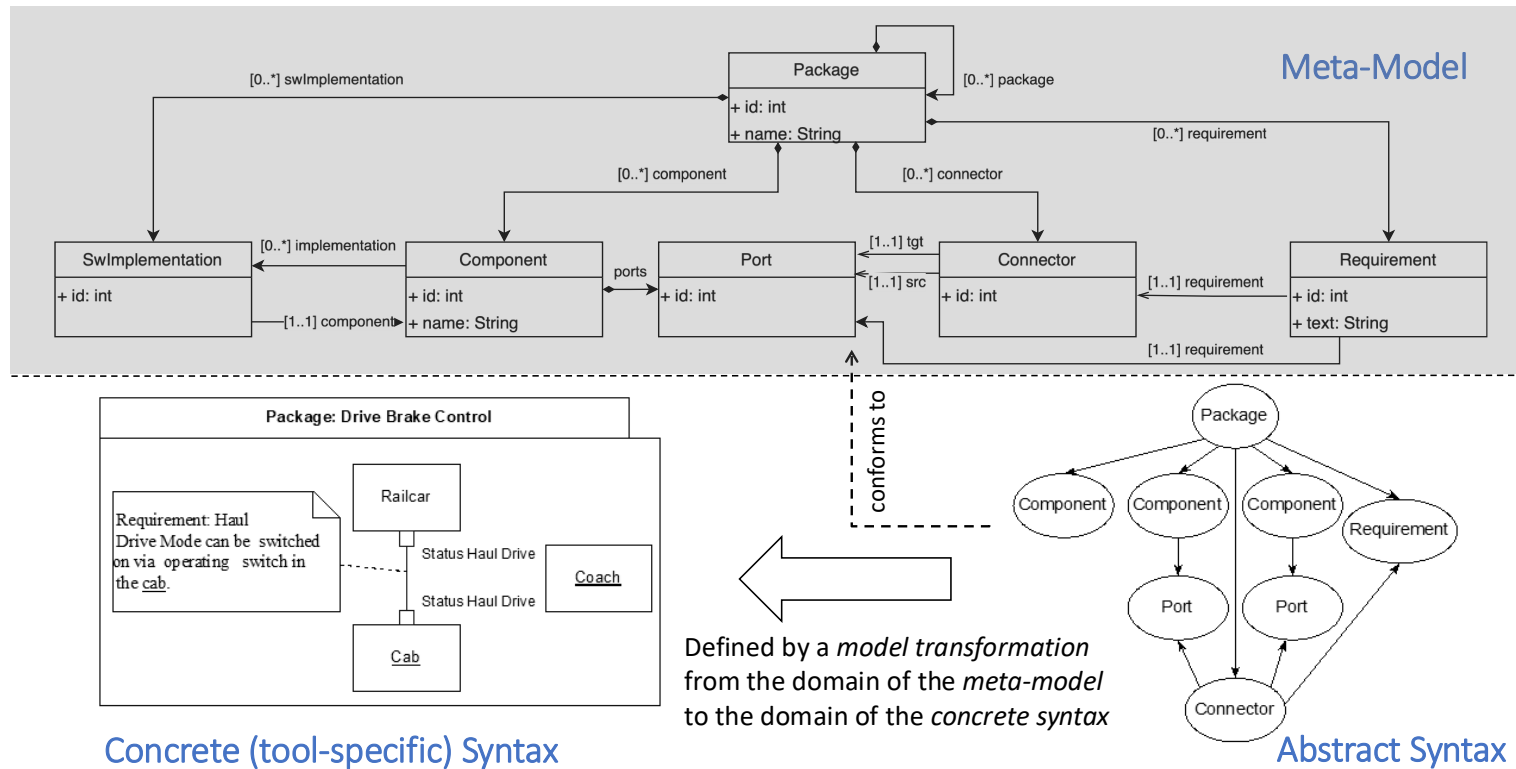 Meta-Model
Package
+ id: int
+ name: String
[0..*] package
[0..*] swImplementation
[0..*] requirement
[0..*] component
[0..*] connector
SwImplementation
+ id: int
[0..*] implementation
[1..1] component
Component
+ id: int
+ name: String
ports
Port
+ id: int
[1..1] tgt
[1..1] src
Connector
+ id: int
[1..1] requirement
[1..1] requirement
Requirement
+ id: int
+ text: String
Package: Drive Brake Control
Railcar
Requirement: Haul
Drive Mode can be switched
on via operating switch in
the cab.
Status Haul Drive
Status Haul Drive
Coach
Cab
Concrete (tool-specific) Syntax
conforms to
Defined by a model transformation
from the domain of the meta-model
to the domain of the concrete syntax
Package
Component
Component
Component
Requirement
Port
Port
Connector
Abstract Syntax